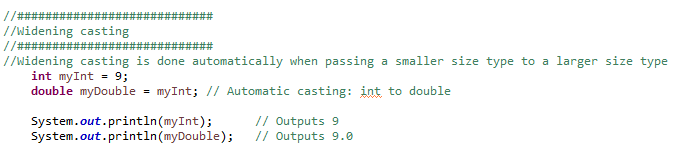 //############################
//Widening casting
//############################
//Widening casting is done automatically when passing a smaller size type to a larger size type
    int myInt = 9;
    double myDouble = myInt; // Automatic casting: int to double

    System.out.println(myInt);      // Outputs 9
    System.out.println(myDouble);   // Outputs 9.0